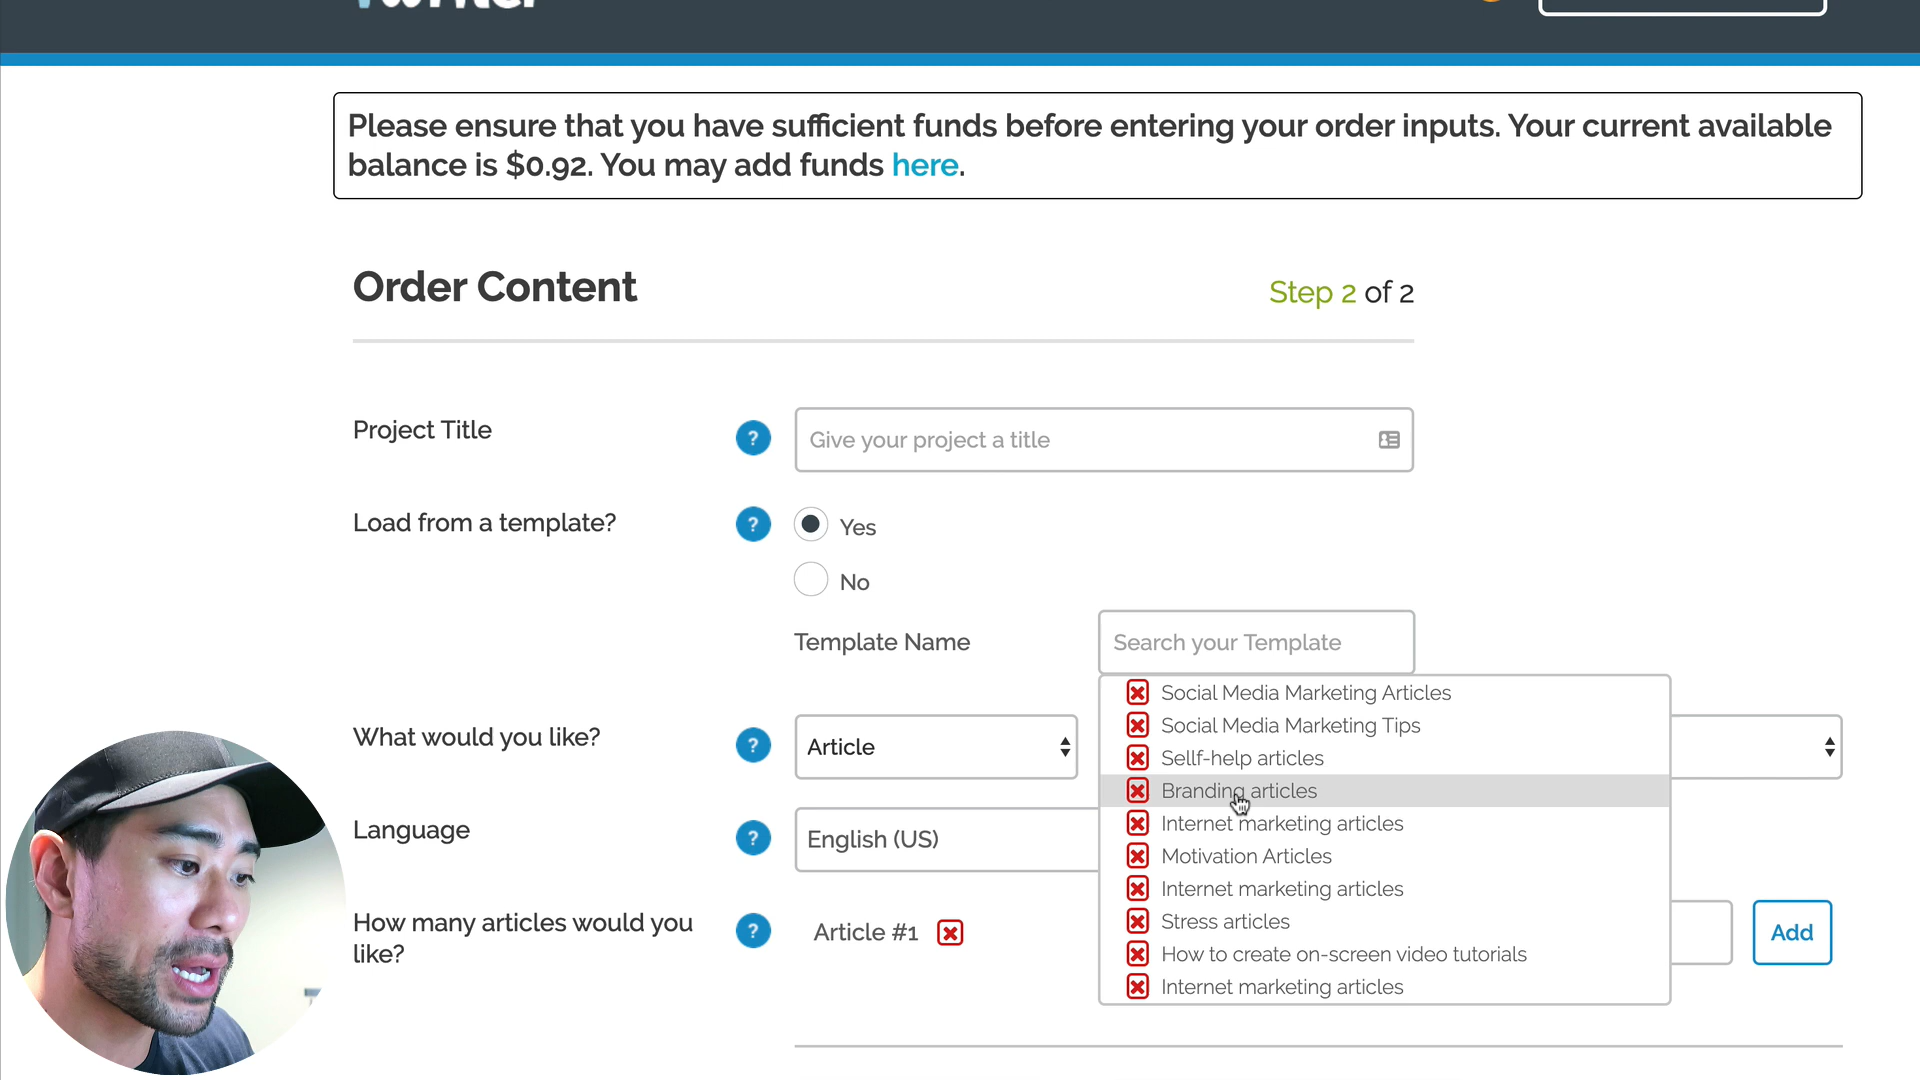 Please ensure that you have sufficient funds before entering your order inputs. Your current available
balance is $0.92. You may add funds here.
Order Content
Step 2 of 2
Project Title
?
Give your project a title
Load from a template?
?
Yes
No
Template Name
Search your Template
Social Media Marketing Articles
Social Media Marketing Tips
Sellf-help articles
Branding articles
Internet marketing articles
Motivation Articles
Internet marketing articles
Stress articles
How to create on-screen video tutorials
Internet marketing articles
What would you like?
?
Article
Language
?
English (US)
How many articles would you
like?
?
Article #1
Add